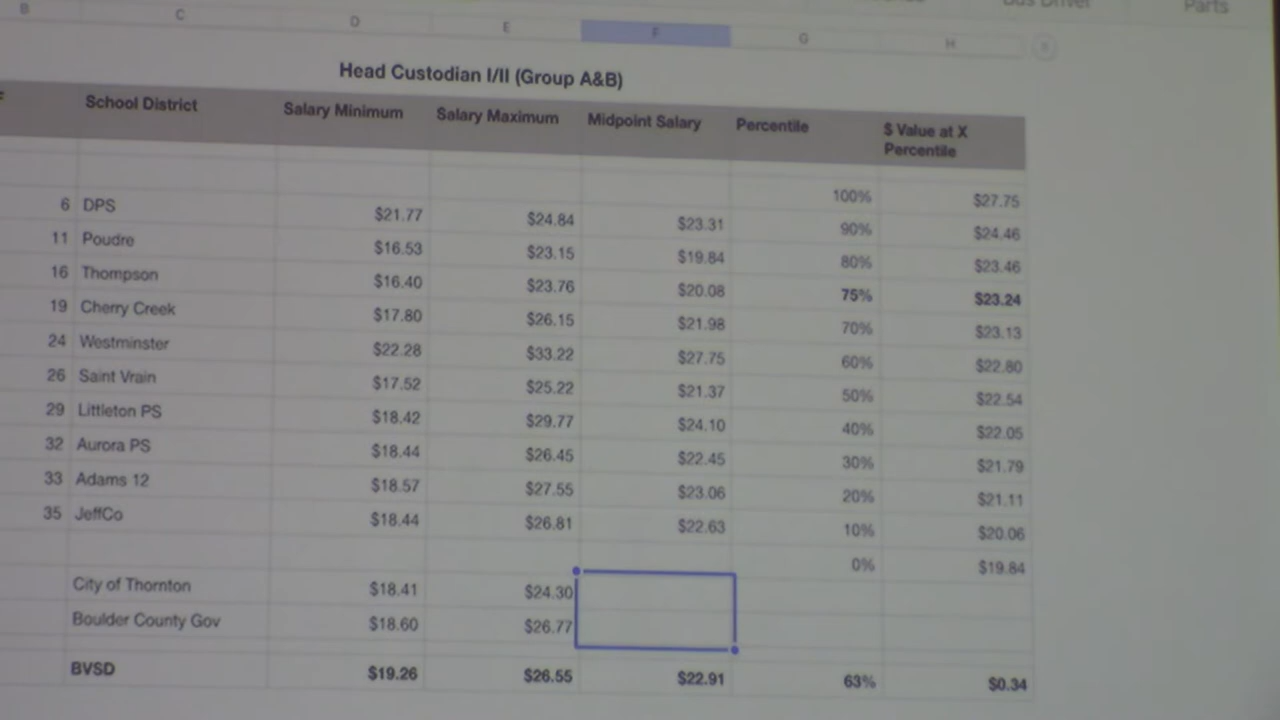 Parts
B C D E F G H
Head Custodian I/II (Group A&B)
School District Salary Minimum Salary Maximum Midpoint Salary Percentile $ Value at X Percentile
100% $27.75
6 DPS $21.77 $24.84 $23.31 90% $24.46
11 Poudre $16.53 $23.15 $19.84 80% $23.46
16 Thompson $16.40 $23.76 $20.08 75% $23.24
19 Cherry Creek $17.80 $26.15 $21.98 70% $23.13
24 Westminster $22.28 $33.22 $27.75 60% $22.80
26 Saint Vrain $17.52 $25.22 $21.37 50% $22.54
29 Littleton PS $18.42 $29.77 $24.10 40% $22.05
32 Aurora PS $18.44 $26.45 $22.45 30% $21.79
33 Adams 12 $18.57 $27.55 $23.06 20% $21.11
35 JeffCo $18.44 $26.81 $22.63 10% $20.06
0% $19.84
City of Thornton $18.41 $24.30
Boulder County Gov $18.60 $26.77
BVSD $19.26 $26.55 $22.91 63% $0.34